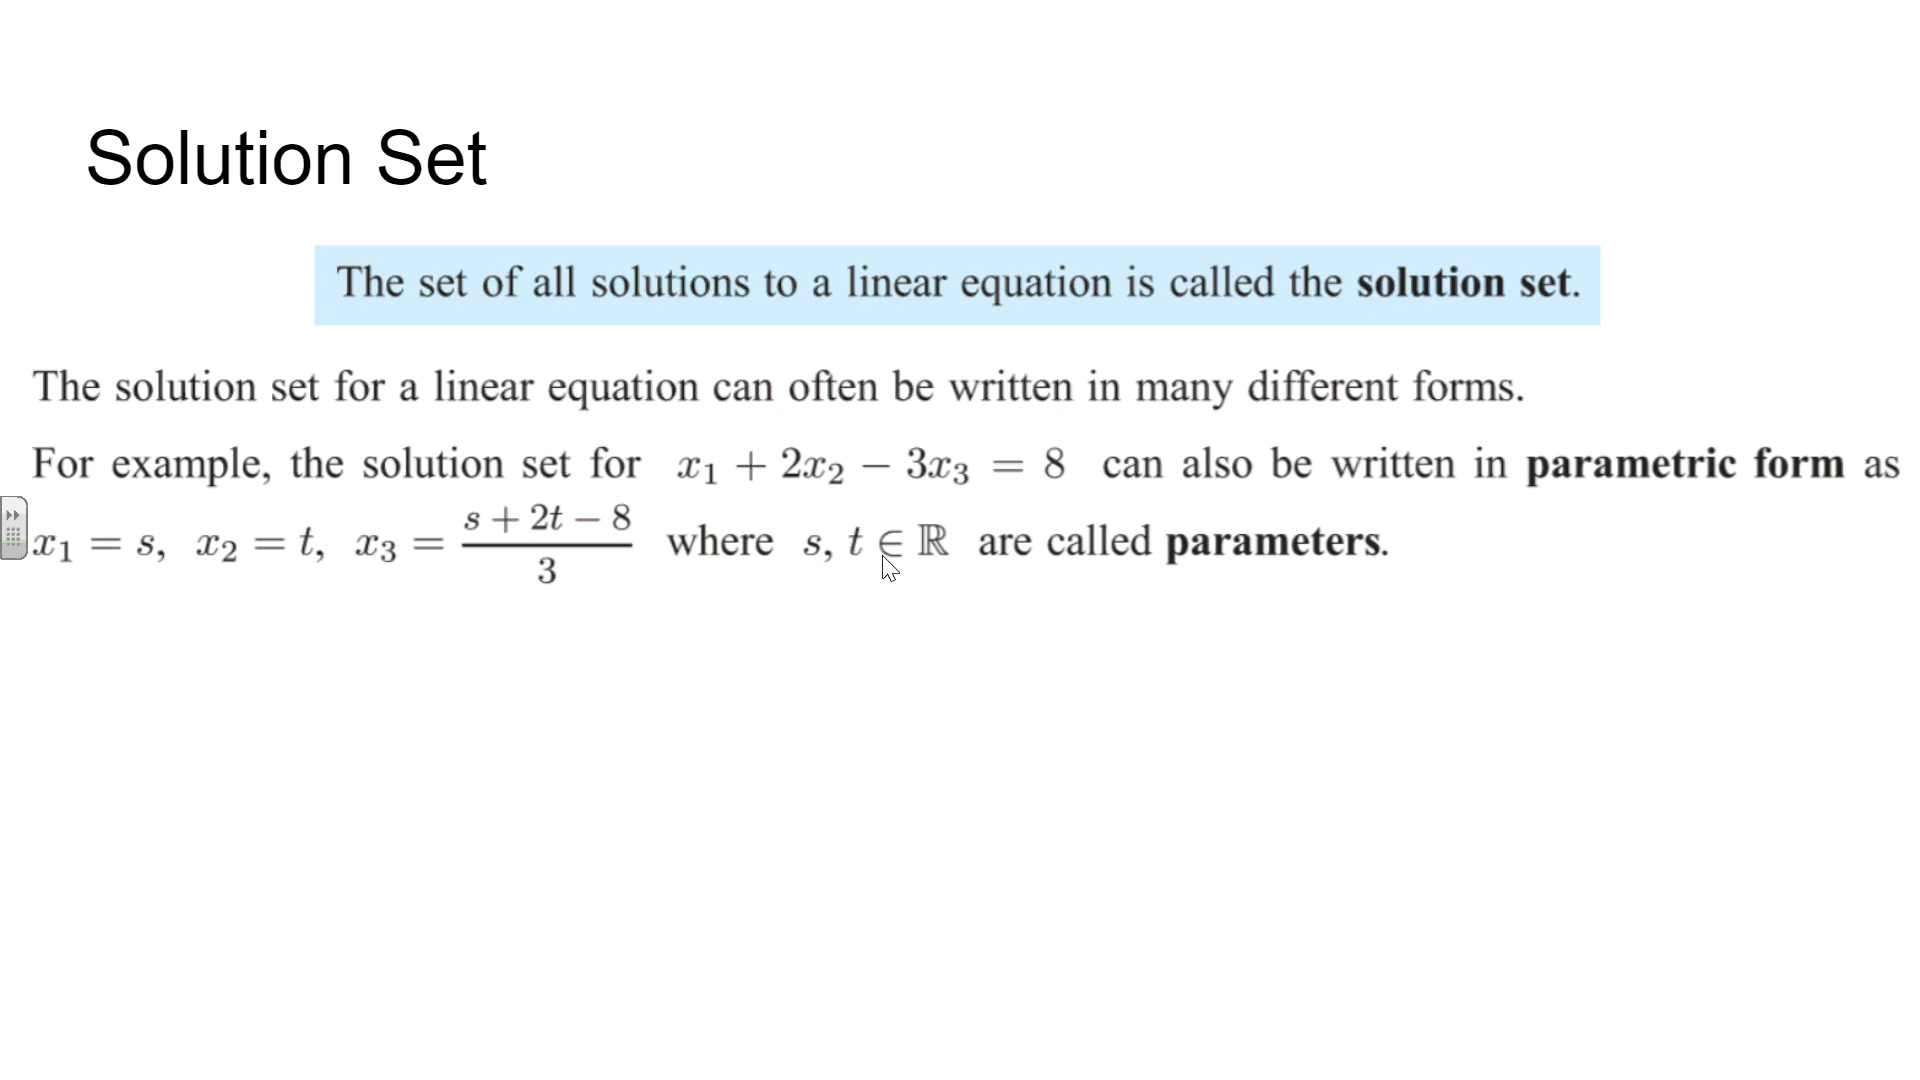 Solution Set
The set of all solutions to a linear equation is called the solution set.
The solution set for a linear equation can often be written in many different forms.
For example, the solution set for x₁ + 2x₂ − 3x₃ = 8 can also be written in parametric form as
x₁ = s, x₂ = t, x₃ = (s + 2t − 8)/3 where s, t ∈ ℝ are called parameters.